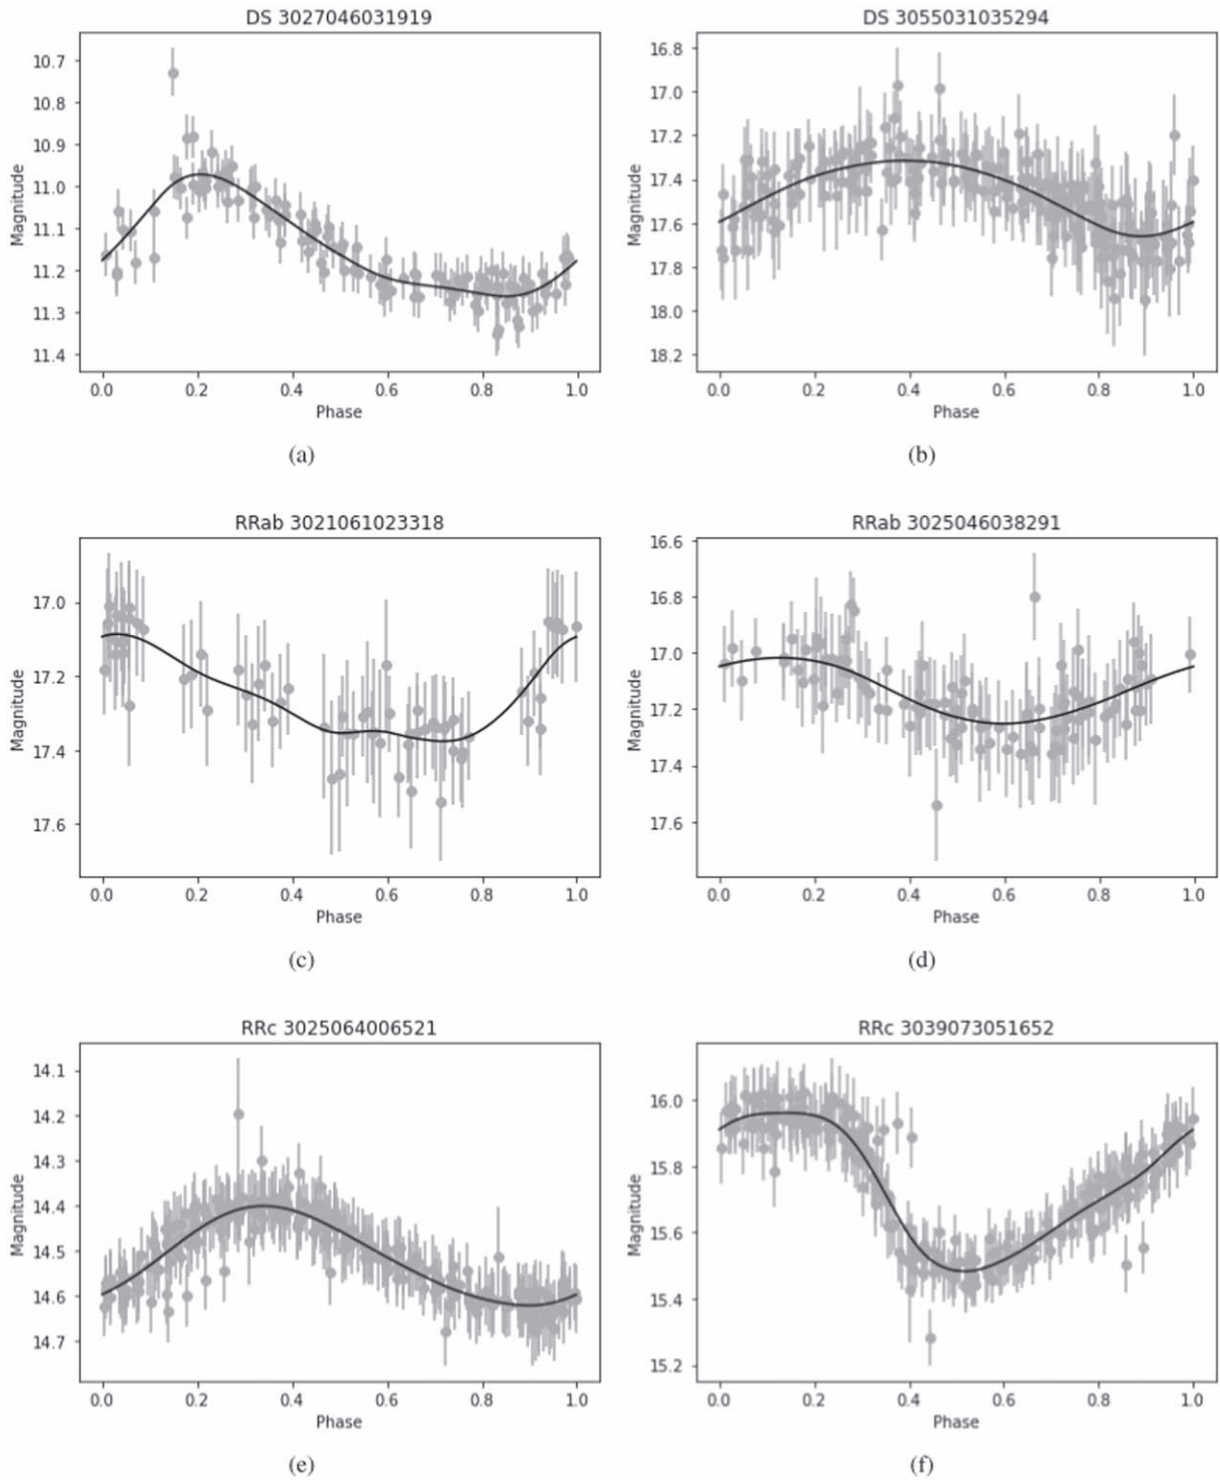 DS 3027046031919
10.7
10.8
10.9
11.0
11.1
11.2
11.3
11.4
Magnitude
0.0 0.2 0.4 0.6 0.8 1.0
Phase
(a)
DS 3055031035294
16.8
17.0
17.2
17.4
17.6
17.8
18.0
18.2
Magnitude
0.0 0.2 0.4 0.6 0.8 1.0
Phase
(b)
RRab 3021061023318
17.0
17.2
17.4
17.6
Magnitude
0.0 0.2 0.4 0.6 0.8 1.0
Phase
(c)
RRab 3025046038291
16.6
16.8
17.0
17.2
17.4
17.6
Magnitude
0.0 0.2 0.4 0.6 0.8 1.0
Phase
(d)
RRc 3025064006521
14.1
14.2
14.3
14.4
14.5
14.6
14.7
Magnitude
0.0 0.2 0.4 0.6 0.8 1.0
Phase
(e)
RRc 3039073051652
16.0
15.8
15.6
15.4
15.2
Magnitude
0.0 0.2 0.4 0.6 0.8 1.0
Phase
(f)